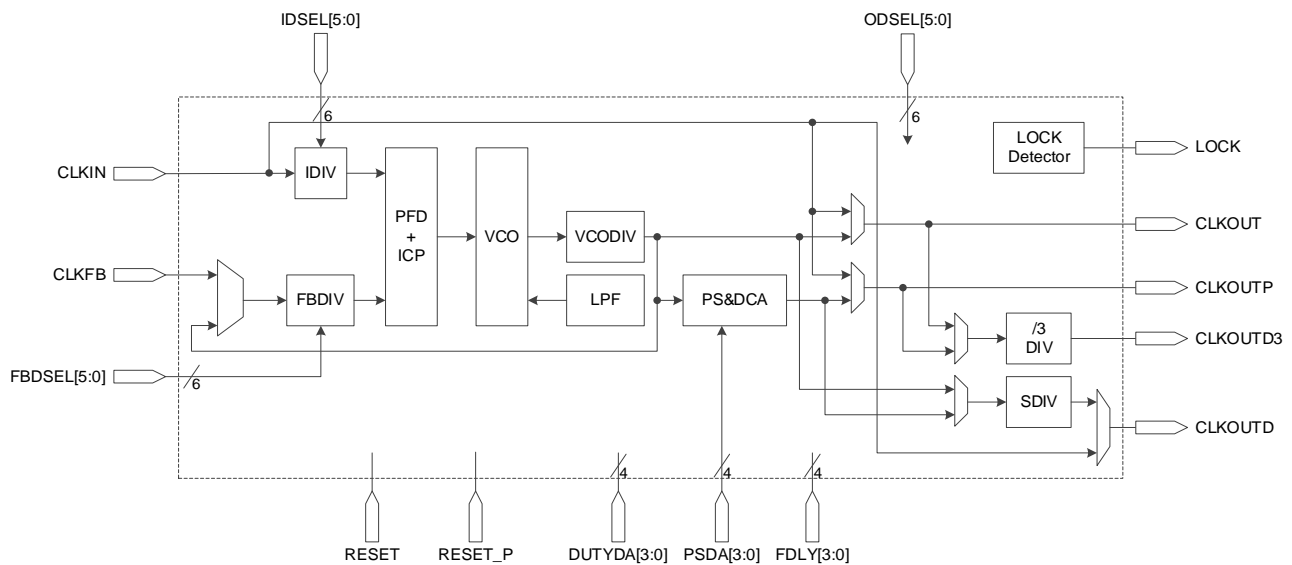 IDSEL[5:0]
ODSEL[5:0]
6
6
LOCK
Detector
LOCK
CLKIN
IDIV
PFD
+
ICP
VCO
VCODIV
CLKOUT
CLKFB
FBDIV
LPF
PS&DCA
CLKOUTP
/3
DIV
CLKOUTD3
FBDSEL[5:0]
6
SDIV
CLKOUTD
4
4
4
RESET
RESET_P
DUTYDA[3:0]
PSDA[3:0]
FDLY[3:0]